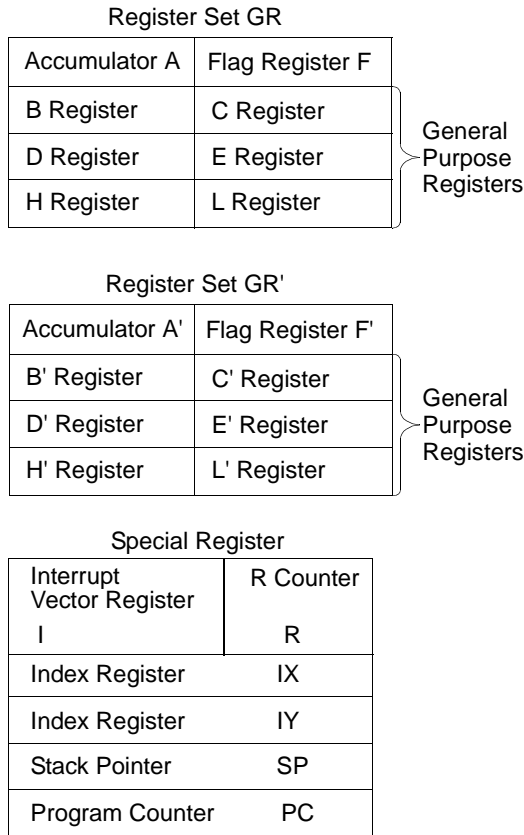 Register Set GR
Accumulator A Flag Register F
B Register C Register
D Register E Register
H Register L Register
General
Purpose
Registers
Register Set GR'
Accumulator A' Flag Register F'
B' Register C' Register
D' Register E' Register
H' Register L' Register
General
Purpose
Registers
Special Register
Interrupt
Vector Register
I
R Counter
R
Index Register IX
Index Register IY
Stack Pointer SP
Program Counter PC